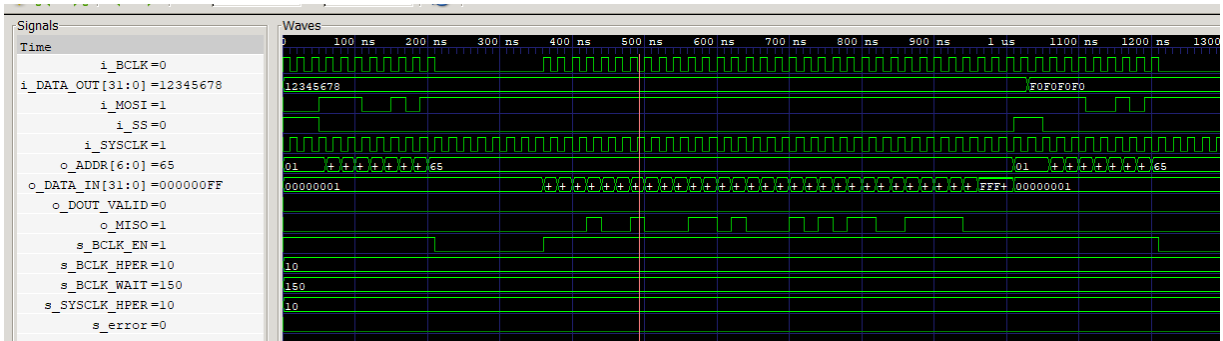 Signals
Waves
Time
0 100 ns 200 ns 300 ns 400 ns 500 ns 600 ns 700 ns 800 ns 900 ns 1 us 1100 ns 1200 ns 1300
i_BCLK=0
i_DATA_OUT[31:0] =12345678 12345678 F0F0F0F0
i_MOSI=1
i_SS=0
i_SYSCLK=1
o_ADDR[6:0] =65 01 + + + + + + + 65 01 + + + + + + + 65
o_DATA_IN[31:0] =000000FF 00000001 + + + + + + + + + + + + + + + + + + + + + + + + + + + + + + FFF+ 00000001
o_DOUT_VALID=0
o_MISO=1
s_BCLK_EN=1
s_BCLK_HPER=10 10
s_BCLK_WAIT=150 150
s_SYSCLK_HPER=10 10
s_error=0